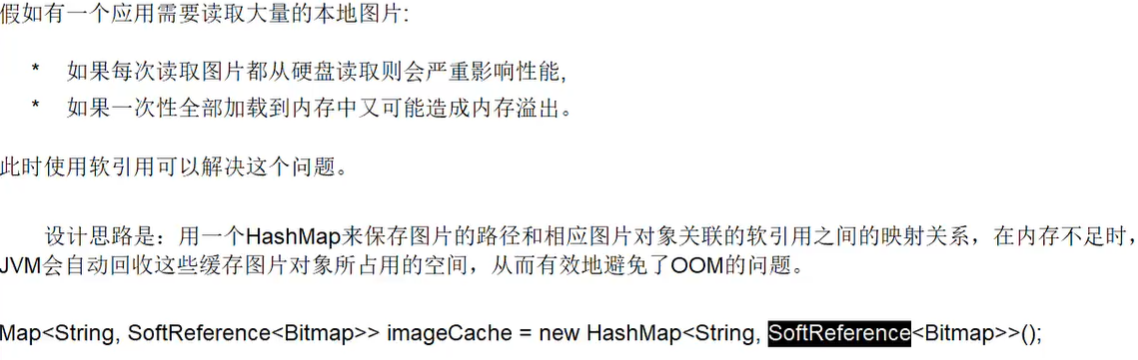 假如有一个应用需要读取大量的本地图片:
* 如果每次读取图片都从硬盘读取则会严重影响性能,
* 如果一次性全部加载到内存中又可能造成内存溢出。
此时使用软引用可以解决这个问题。
设计思路是：用一个HashMap来保存图片的路径和相应图片对象关联的软引用之间的映射关系，在内存不足时，
JVM会自动回收这些缓存图片对象所占用的空间，从而有效地避免了OOM的问题。
Map<String, SoftReference<Bitmap>> imageCache = new HashMap<String, SoftReference<Bitmap>>();